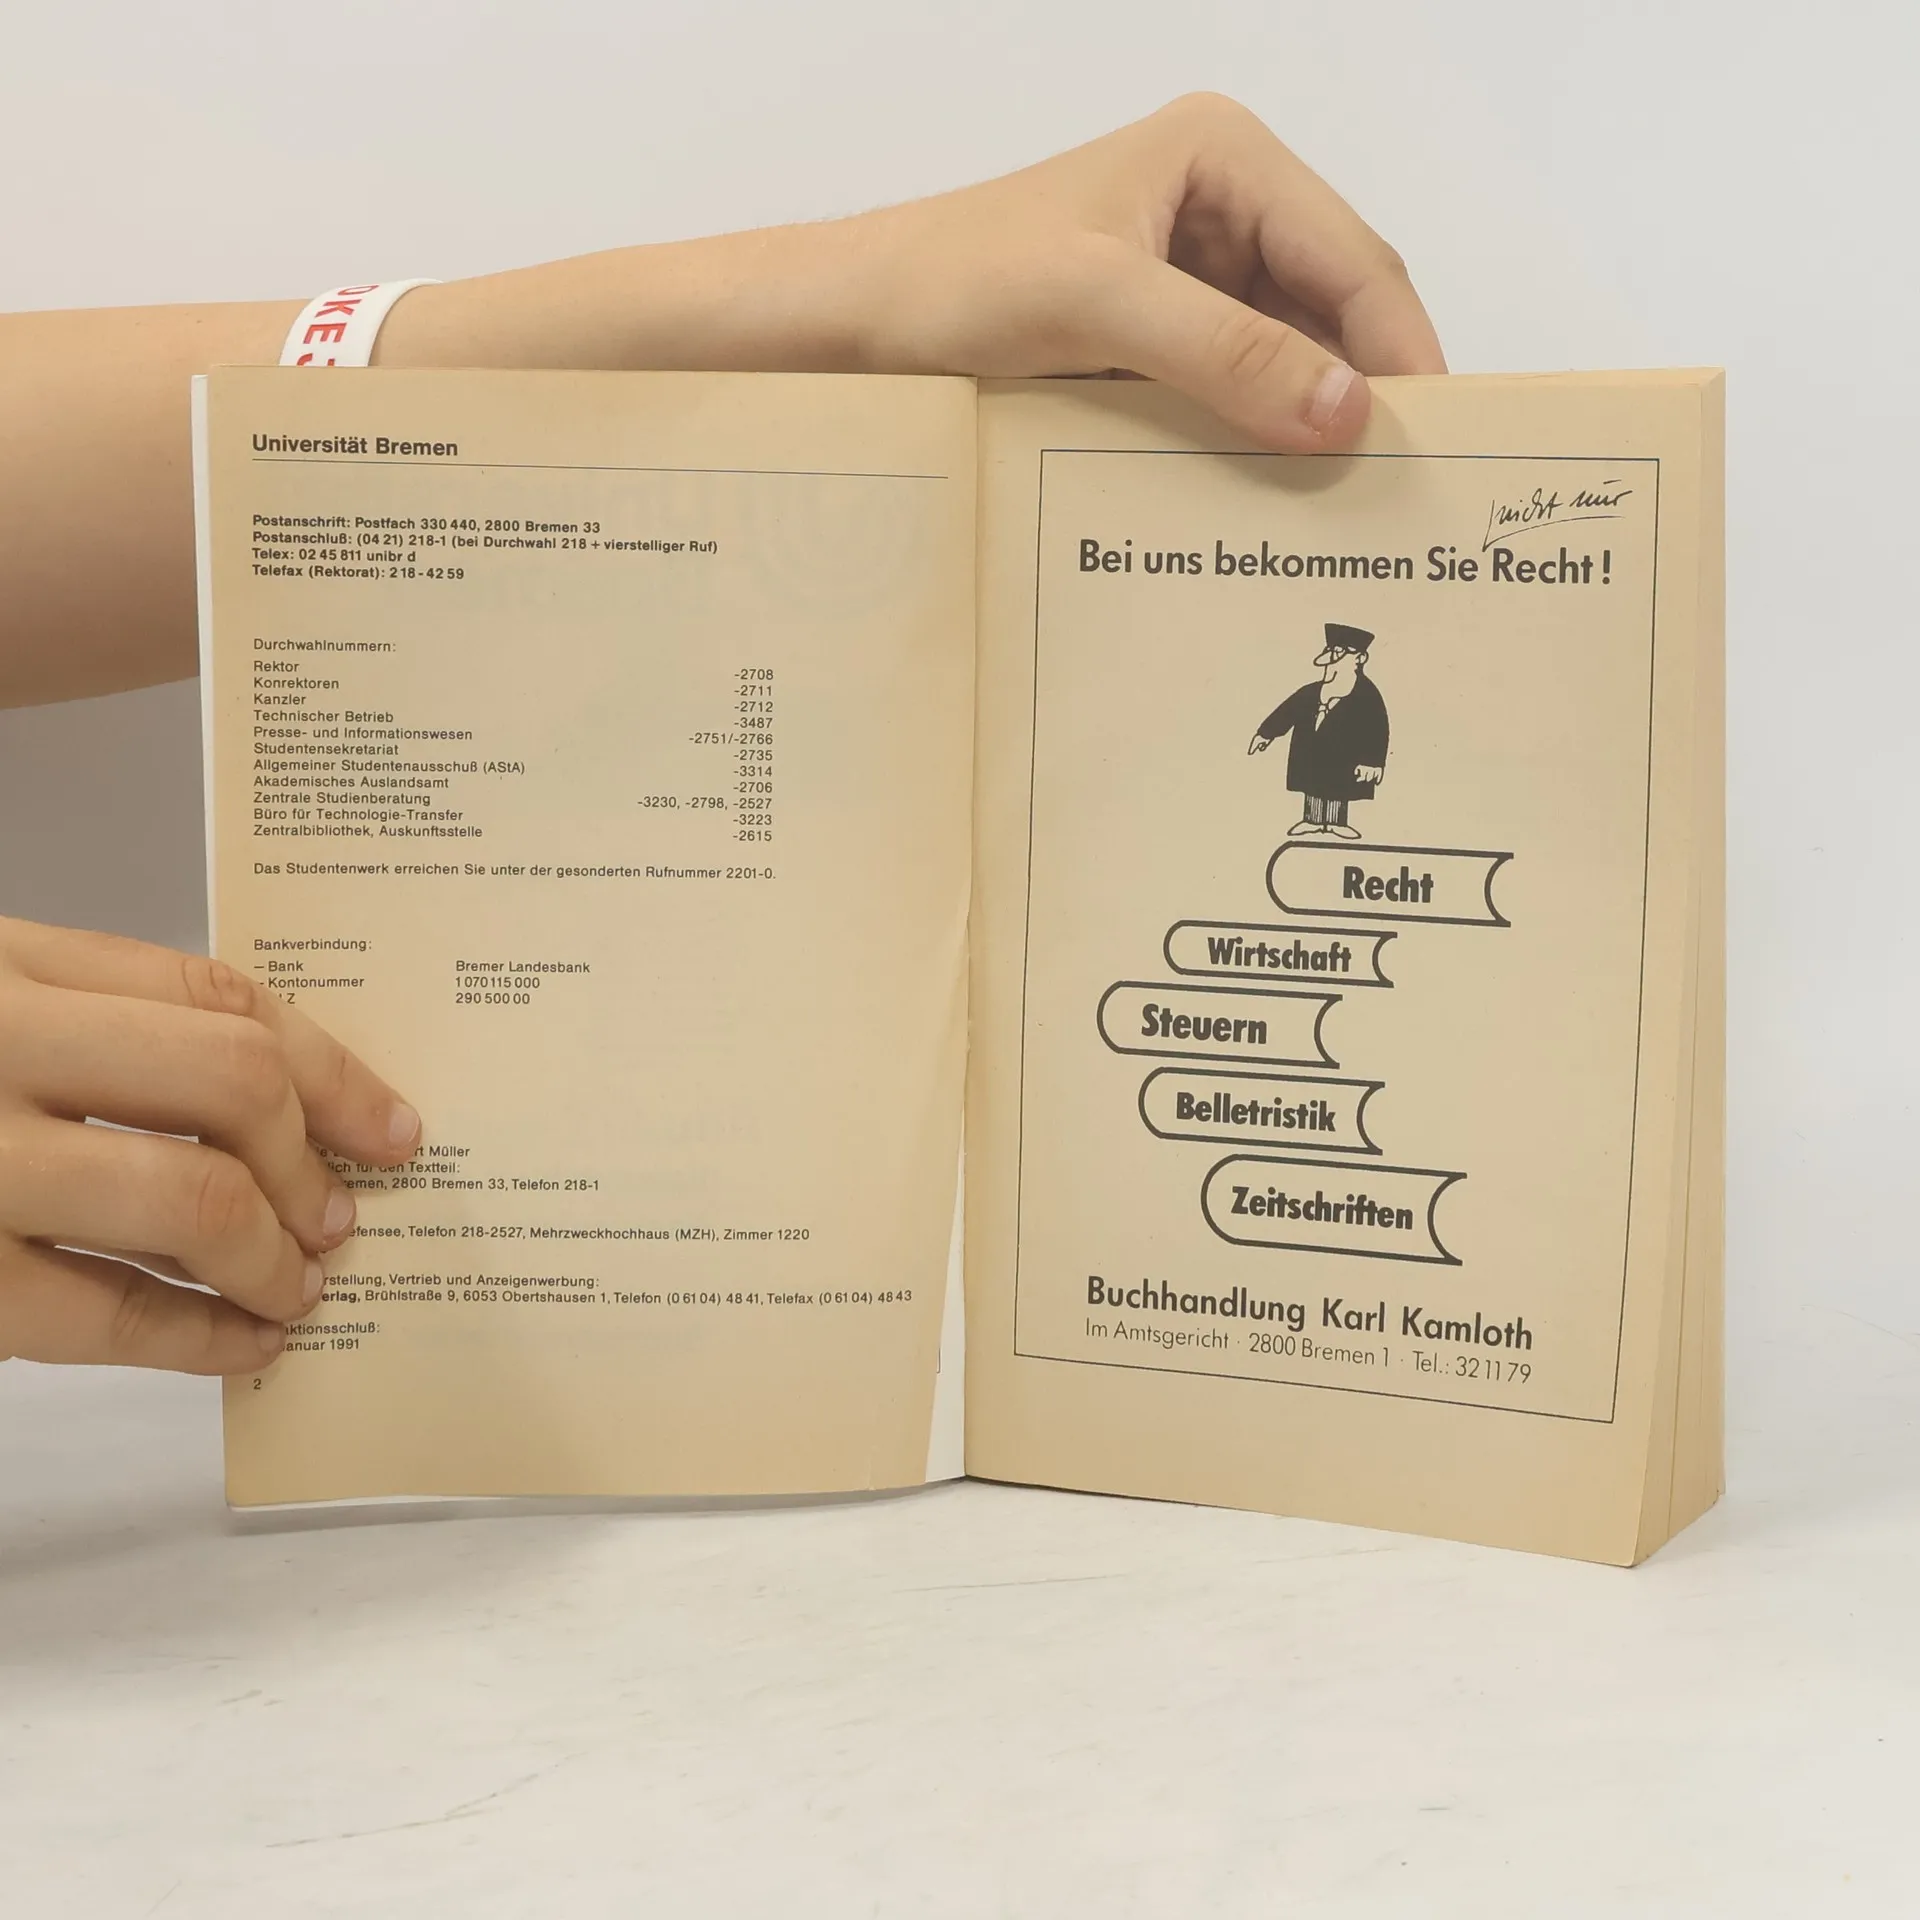 OKE
Universität Bremen
Postanschrift: Postfach 330 440, 2800 Bremen 33
Postanschluß: (04 21) 218-1 (bei Durchwahl 218 + vierstelliger Ruf)
Telex: 02 45 811 unibr d
Telefax (Rektorat): 218-42 59
Durchwahlnummern:
Rektor -2708
Konrektoren -2711
Kanzler -2712
Technischer Betrieb -3487
Presse- und Informationswesen -2751/-2766
Studentensekretariat -2735
Allgemeiner Studentenausschuß (AStA) -3314
Akademisches Auslandsamt -2706
Zentrale Studienberatung -3230, -2798, -2527
Büro für Technologie-Transfer -3223
Zentralbibliothek, Auskunftsstelle -2615
Das Studentenwerk erreichen Sie unter der gesonderten Rufnummer 2201-0.
Bankverbindung:
– Bank Bremer Landesbank
- Kontonummer 1 070 115 000
290 500 00
Müller
den Textteil:
2800 Bremen 33, Telefon 218-1
Telefon 218-2527, Mehrzweckhochhaus (MZH), Zimmer 1220
Vertrieb und Anzeigenwerbung:
Brühlstraße 9, 6053 Obertshausen 1, Telefon (0 61 04) 48 41, Telefax (0 61 04) 48 43
1991
2
nicht nur
Bei uns bekommen Sie Recht!
Recht
Wirtschaft
Steuern
Belletristik
Zeitschriften
Buchhandlung Karl Kamloth
Im Amtsgericht · 2800 Bremen 1 · Tel.: 32 11 79